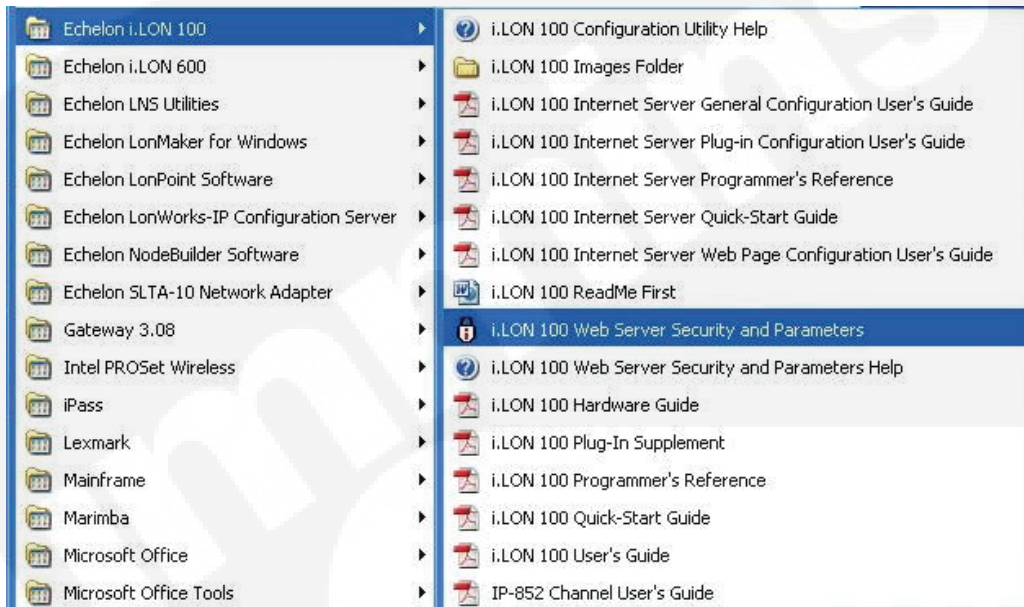 Echelon i.LON 100
Echelon i.LON 600
Echelon LNS Utilities
Echelon LonMaker for Windows
Echelon LonPoint Software
Echelon LonWorks-IP Configuration Server
Echelon NodeBuilder Software
Echelon SLTA-10 Network Adapter
Gateway 3.08
Intel PROSet Wireless
iPass
Lexmark
Mainframe
Marimba
Microsoft Office
Microsoft Office Tools
i.LON 100 Configuration Utility Help
i.LON 100 Images Folder
i.LON 100 Internet Server General Configuration User's Guide
i.LON 100 Internet Server Plug-in Configuration User's Guide
i.LON 100 Internet Server Programmer's Reference
i.LON 100 Internet Server Quick-Start Guide
i.LON 100 Internet Server Web Page Configuration User's Guide
i.LON 100 ReadMe First
i.LON 100 Web Server Security and Parameters
i.LON 100 Web Server Security and Parameters Help
i.LON 100 Hardware Guide
i.LON 100 Plug-In Supplement
i.LON 100 Programmer's Reference
i.LON 100 Quick-Start Guide
i.LON 100 User's Guide
IP-852 Channel User's Guide